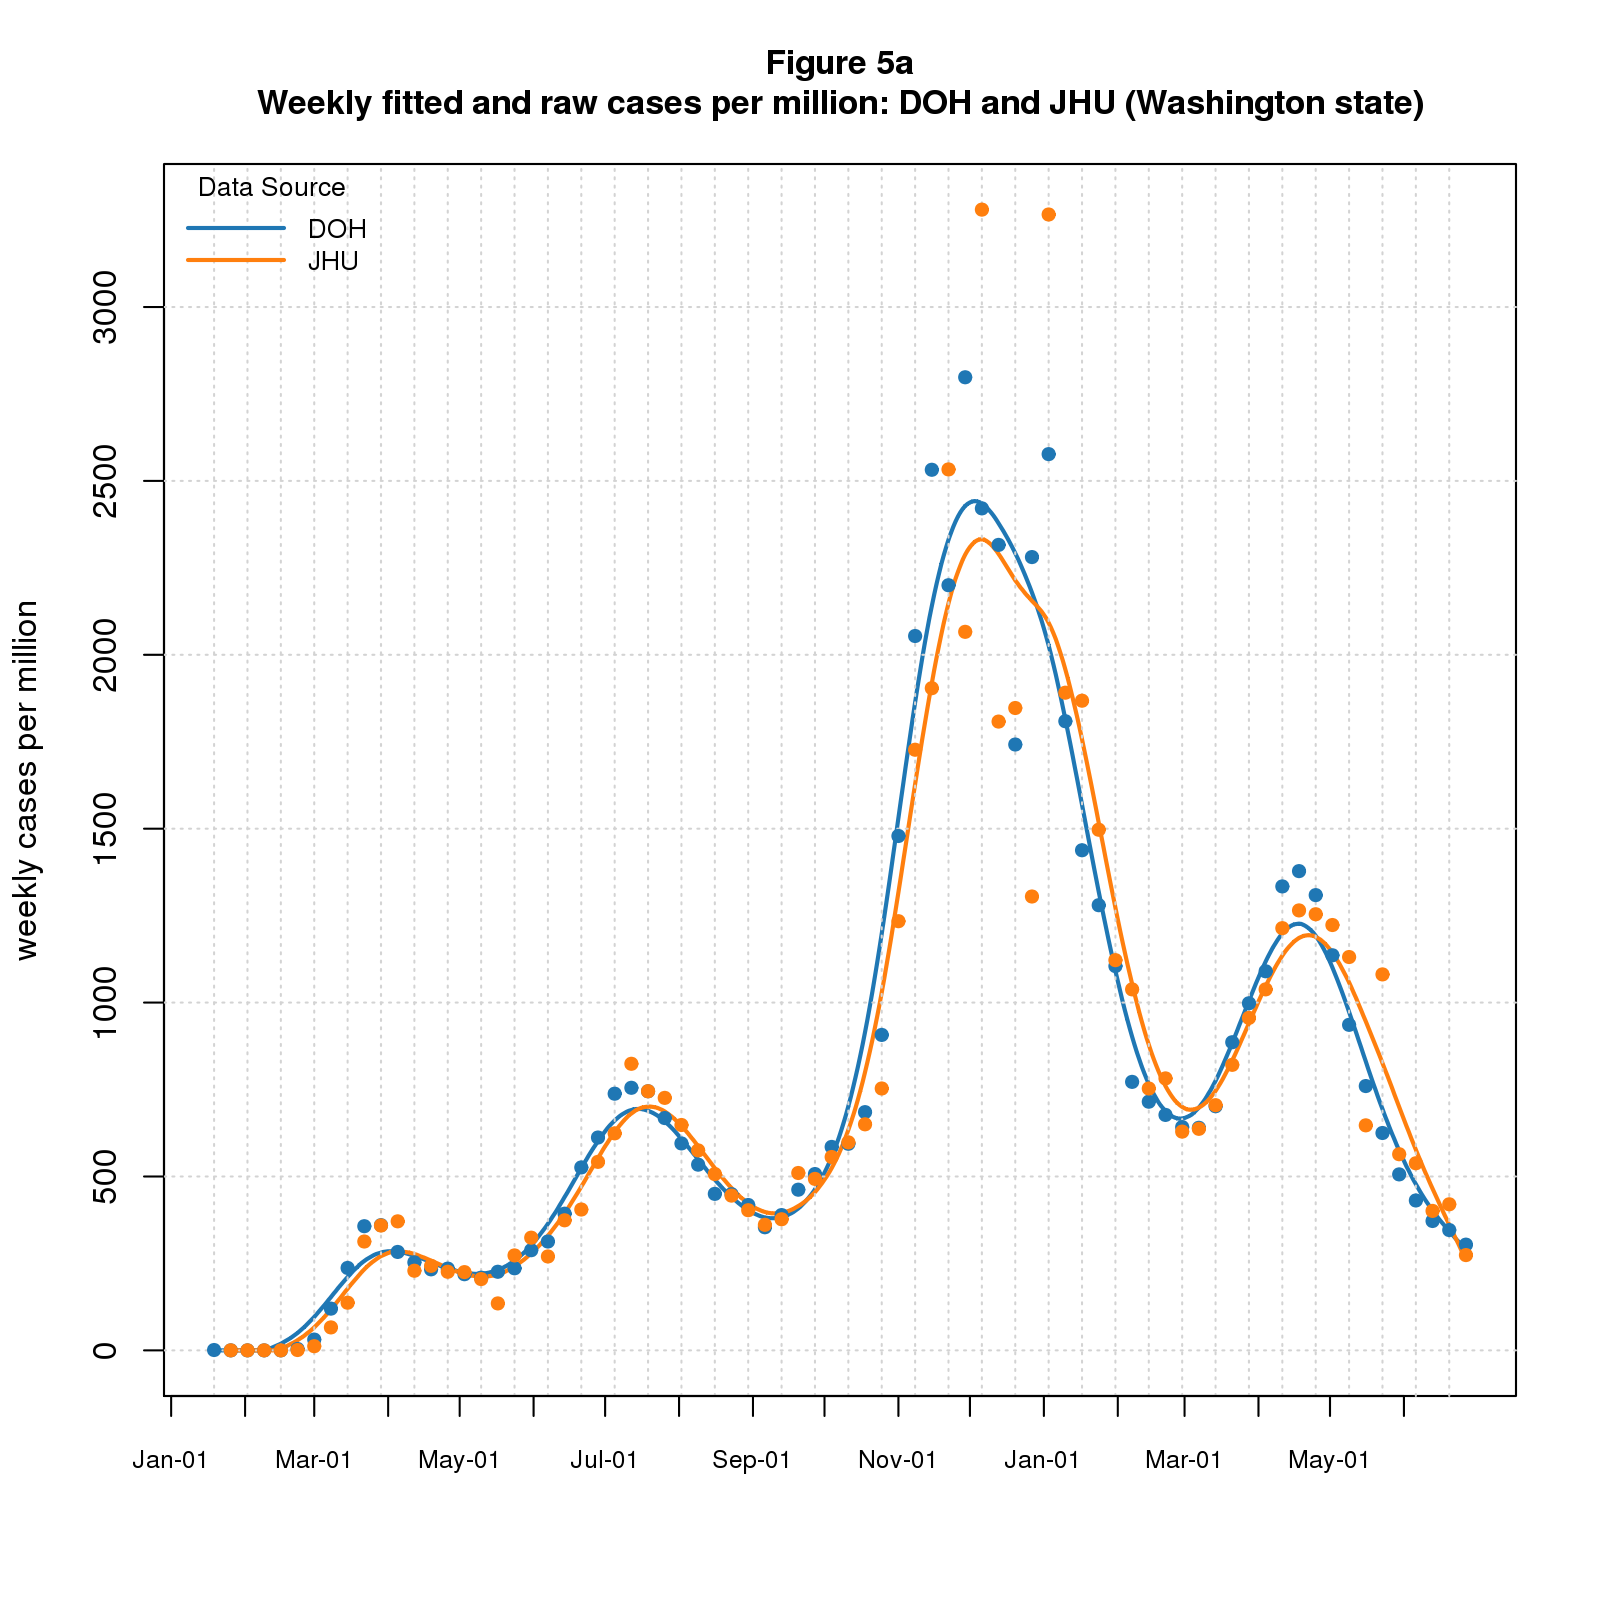 Figure 5a
Weekly fitted and raw cases per million: DOH and JHU (Washington state)
Data Source
DOH
JHU
weekly cases per million
3000
2500
2000
1500
1000
500
0
Jan-01 Mar-01 May-01 Jul-01 Sep-01 Nov-01 Jan-01 Mar-01 May-01